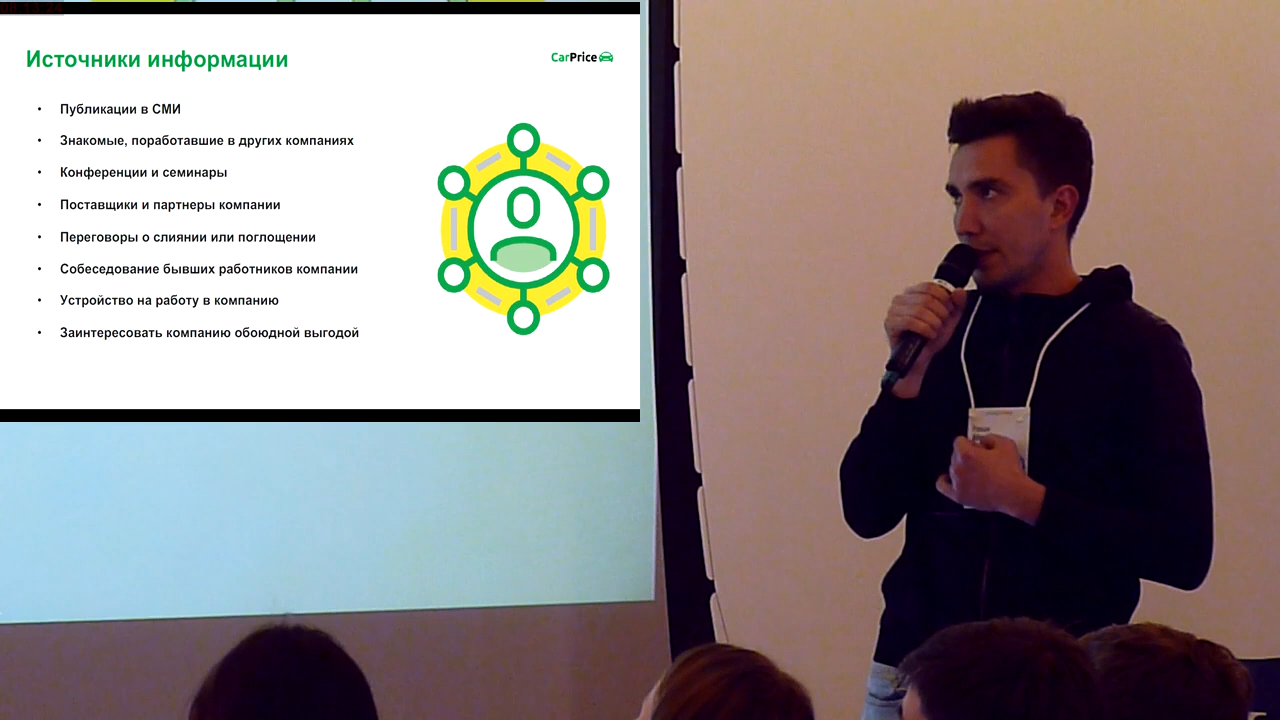 Источники информации
CarPrice
• Публикации в СМИ
• Знакомые, поработавшие в других компаниях
• Конференции и семинары
• Поставщики и партнеры компании
• Переговоры о слиянии или поглощении
• Собеседование бывших работников компании
• Устройство на работу в компанию
• Заинтересовать компанию обоюдной выгодой